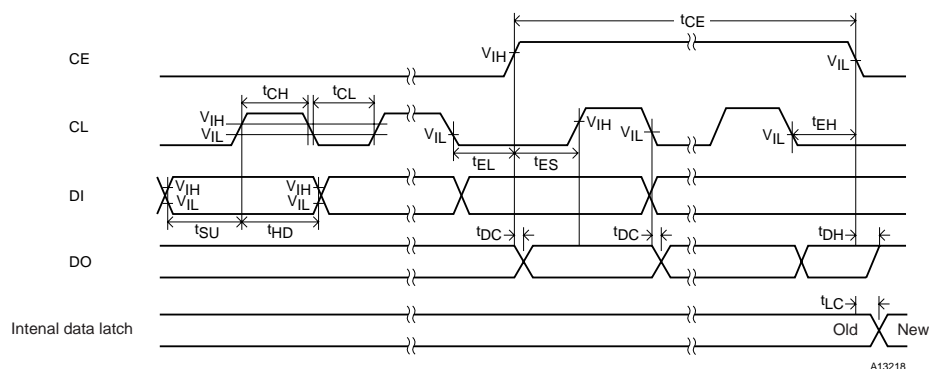 tCE
CE
VIH
VIL
tCH
tCL
CL
VIH
VIL
VIL
VIH
VIL
VIL
tEH
tEL
tES
DI
VIH
VIL
VIH
VIL
tSU
tHD
tDC
tDC
tDH
DO
tLC
Intenal data latch
Old
New
A13218